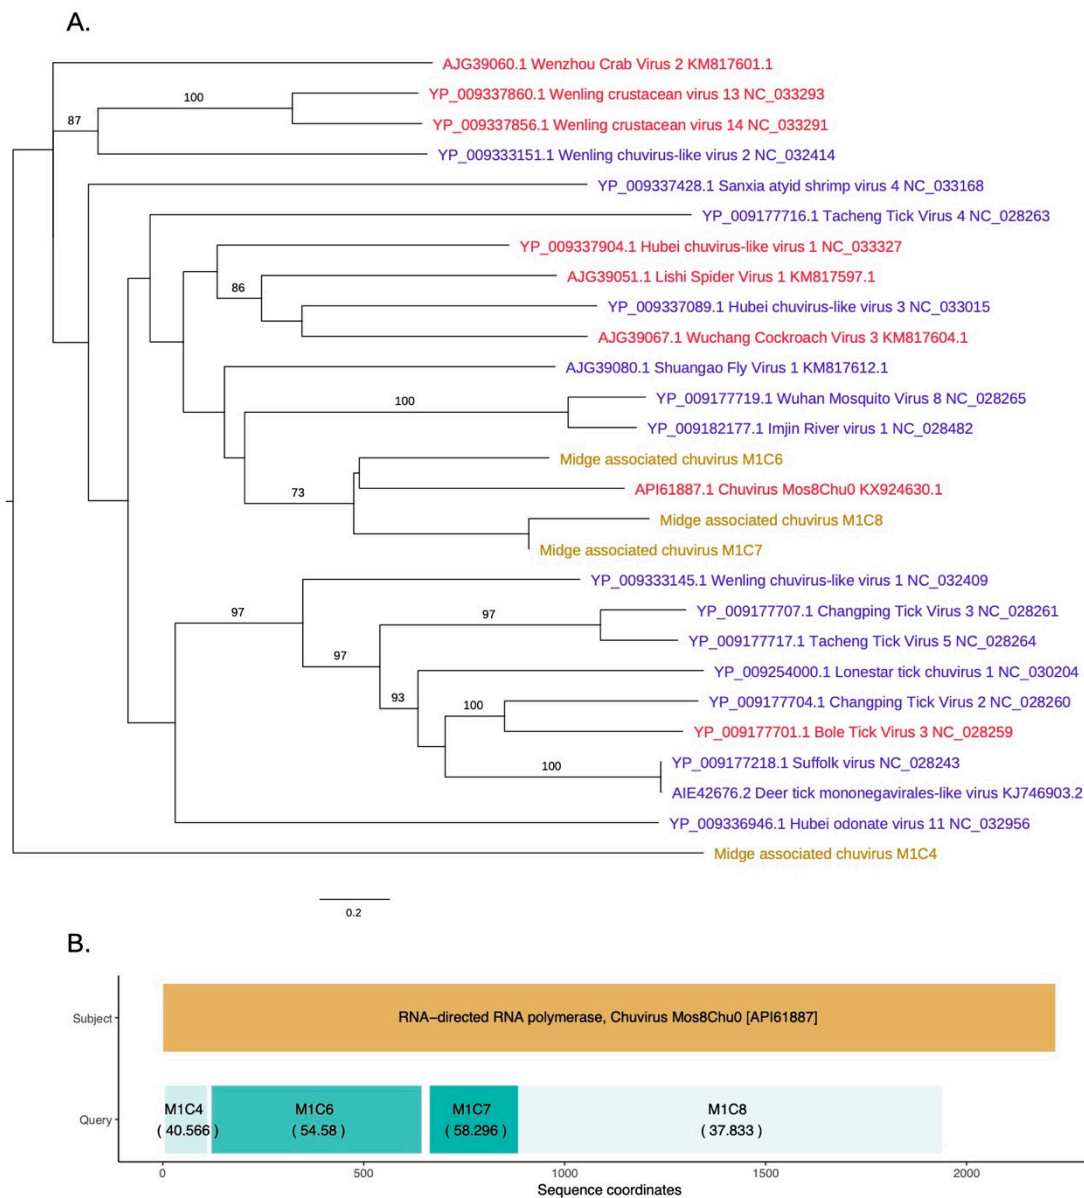 A.
AJG39060.1 Wenzhou Crab Virus 2 KM817601.1
100
YP_009337860.1 Wenling crustacean virus 13 NC_033293
87
YP_009337856.1 Wenling crustacean virus 14 NC_033291
YP_009333151.1 Wenling chuvirus-like virus 2 NC_032414
YP_009337428.1 Sanxia atyid shrimp virus 4 NC_033168
YP_009177716.1 Tacheng Tick Virus 4 NC_028263
YP_009337904.1 Hubei chuvirus-like virus 1 NC_033327
86
AJG39051.1 Lishi Spider Virus 1 KM817597.1
YP_009337089.1 Hubei chuvirus-like virus 3 NC_033015
AJG39067.1 Wuchang Cockroach Virus 3 KM817604.1
AJG39080.1 Shuangao Fly Virus 1 KM817612.1
100
YP_009177719.1 Wuhan Mosquito Virus 8 NC_028265
YP_009182177.1 Imjin River virus 1 NC_028482
Midge associated chuvirus M1C6
73
API61887.1 Chuvirus Mos8Chu0 KX924630.1
Midge associated chuvirus M1C8
Midge associated chuvirus M1C7
YP_009333145.1 Wenling chuvirus-like virus 1 NC_032409
97
97
YP_009177707.1 Changping Tick Virus 3 NC_028261
YP_009177717.1 Tacheng Tick Virus 5 NC_028264
97
YP_009254000.1 Lonestar tick chuvirus 1 NC_030204
93
100
YP_009177704.1 Changping Tick Virus 2 NC_028260
YP_009177701.1 Bole Tick Virus 3 NC_028259
100
YP_009177218.1 Suffolk virus NC_028243
AIE42676.2 Deer tick mononegavirales-like virus KJ746903.2
YP_009336946.1 Hubei odonate virus 11 NC_032956
Midge associated chuvirus M1C4
0.2
B.
Subject
RNA−directed RNA polymerase, Chuvirus Mos8Chu0 [API61887]
Query
M1C4 M1C6 M1C7 M1C8
( 40.566 ) ( 54.58 ) ( 58.296 ) ( 37.833 )
0 500 1000 1500 2000
Sequence coordinates